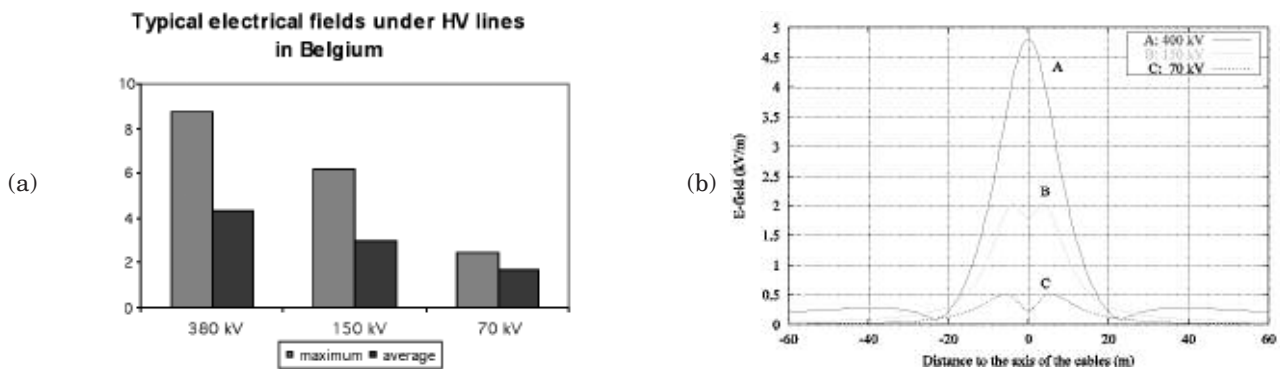 Typical electrical fields under HV lines
in Belgium
10
8
6
4
2
0
380 kV
150 kV
70 kV
maximum
average
(a)
(b)
5
4.5
4
3.5
3
2.5
2
1.5
1
0.5
0
E-field (kV/m)
A: 400 kV
B: 150 kV
C: 70 kV
A
B
C
-60
-40
-20
0
20
40
60
Distance to the axis of the cables (m)